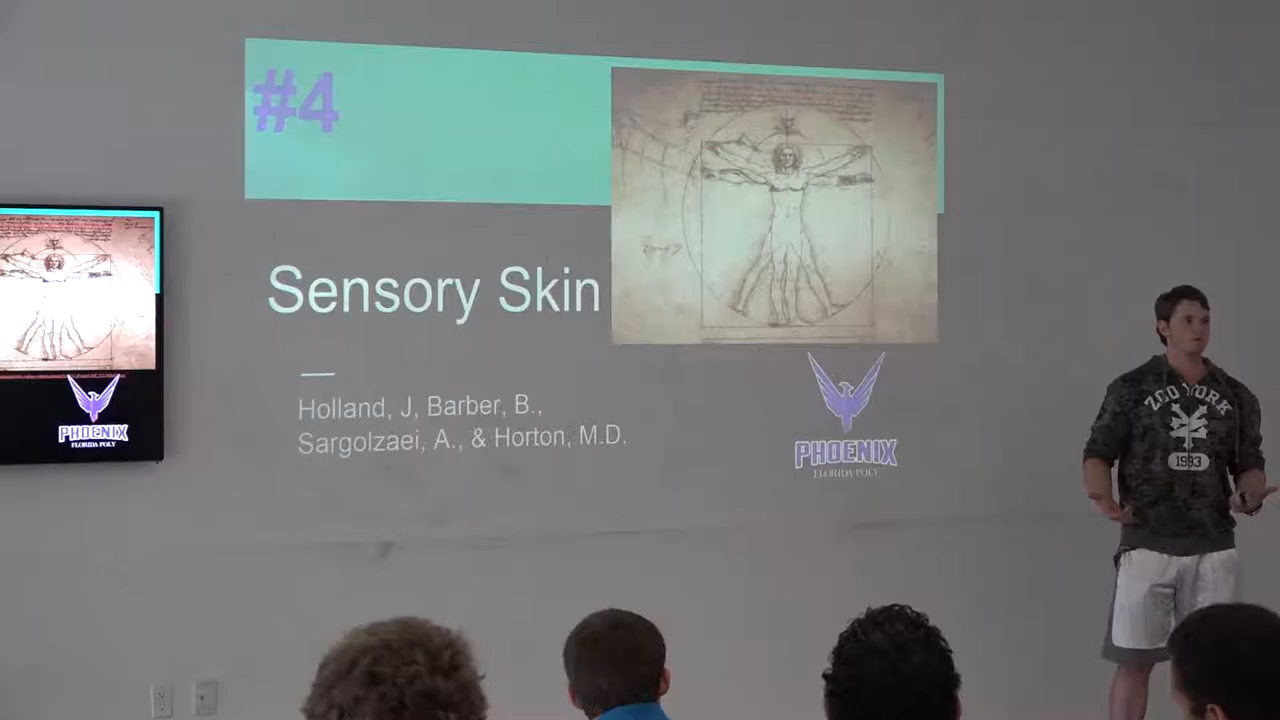 #4
Sensory Skin
Holland, J, Barber, B.,
Sargolzaei, A., & Horton, M.D.
PHOENIX
FLORIDA POLY
PHOENIX
FLORIDA POLY
ZOO YORK
1993